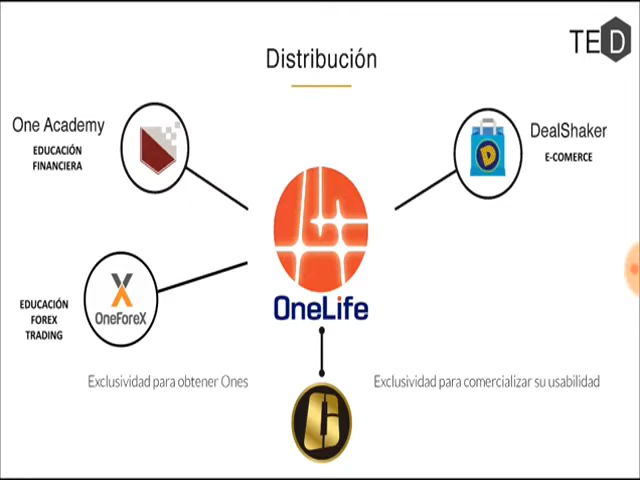 TED
Distribución
One Academy
EDUCACIÓN
FINANCIERA
DealShaker
E-COMERCE
D
OneLife
EDUCACIÓN
FOREX
TRADING
OneForeX
Exclusividad para obtener Ones
Exclusividad para comercializar su usabilidad